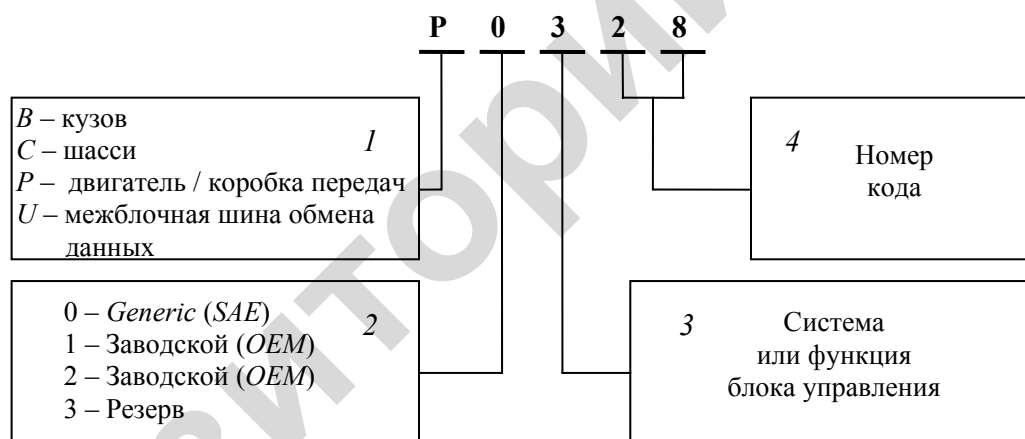 P 0 3 2 8
B – кузов
C – шасси
P – двигатель / коробка передач
U – межблочная шина обмена
данных
1
4
Номер
кода
0 – Generic (SAE)
1 – Заводской (OEM)
2 – Заводской (OEM)
3 – Резерв
2
3
Система
или функция
блока управления